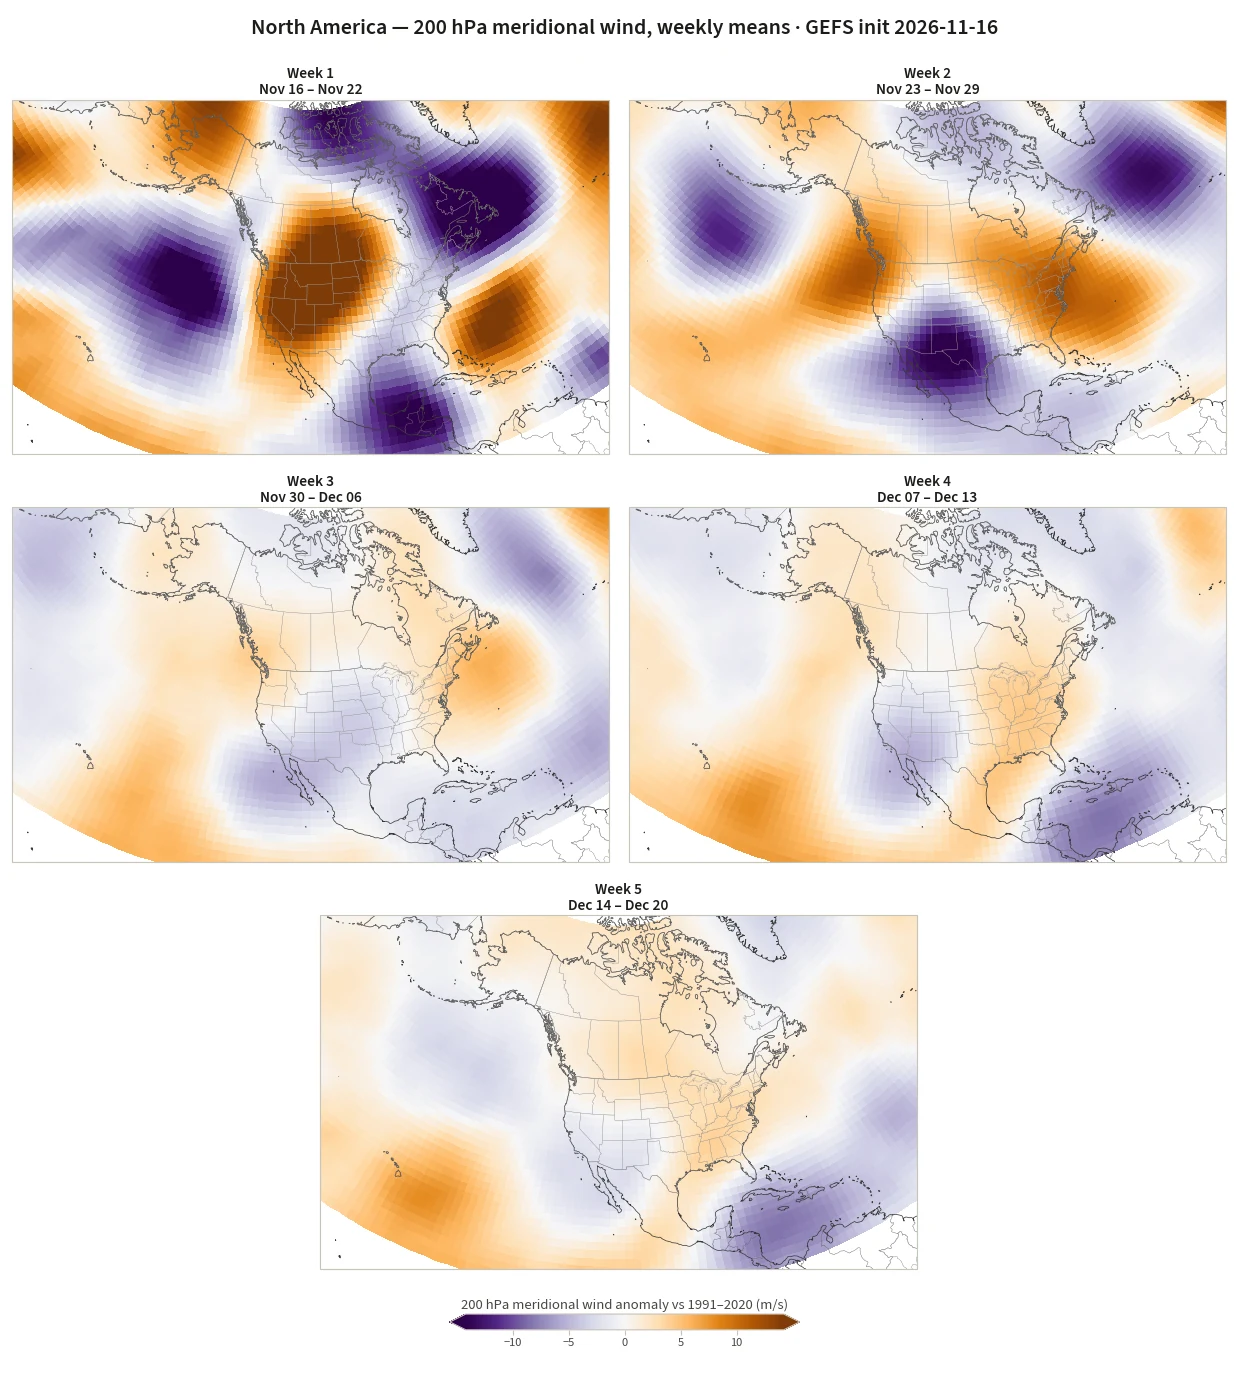 North America — 200 hPa meridional wind, weekly means · GEFS init 2026-11-16
Week 1
Nov 16 – Nov 22
Week 2
Nov 23 – Nov 29
Week 3
Nov 30 – Dec 06
Week 4
Dec 07 – Dec 13
Week 5
Dec 14 – Dec 20
200 hPa meridional wind anomaly vs 1991–2020 (m/s)
−10 −5 0 5 10